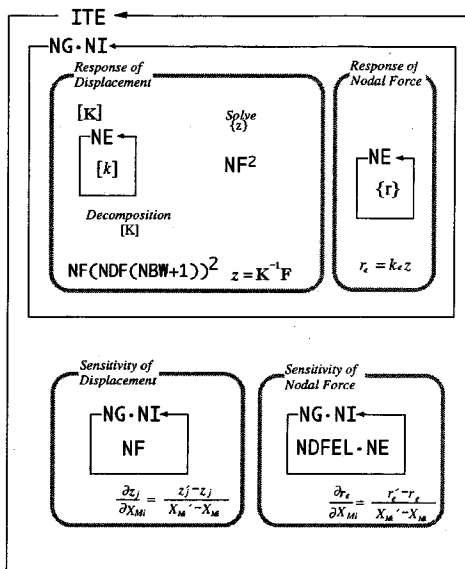 ITE
NG·NI
Response of
Displacement
[K]
NE
[k]
Solve
{z}
NF²
Decomposition
[K]
NF(NDF(NBW+1))² z = K⁻¹F
Response of
Nodal Force
NE
{r}
rₑ = kₑ z
Sensitivity of
Displacement
NG·NI
NF
∂zⱼ/∂X_Mi = (zⱼ′ − zⱼ)/(X_Mi′ − X_Mi)
Sensitivity of
Nodal Force
NG·NI
NDFEL·NE
∂rₑ/∂X_Mi = (rₑ′ − rₑ)/(X_Mi′ − X_Mi)